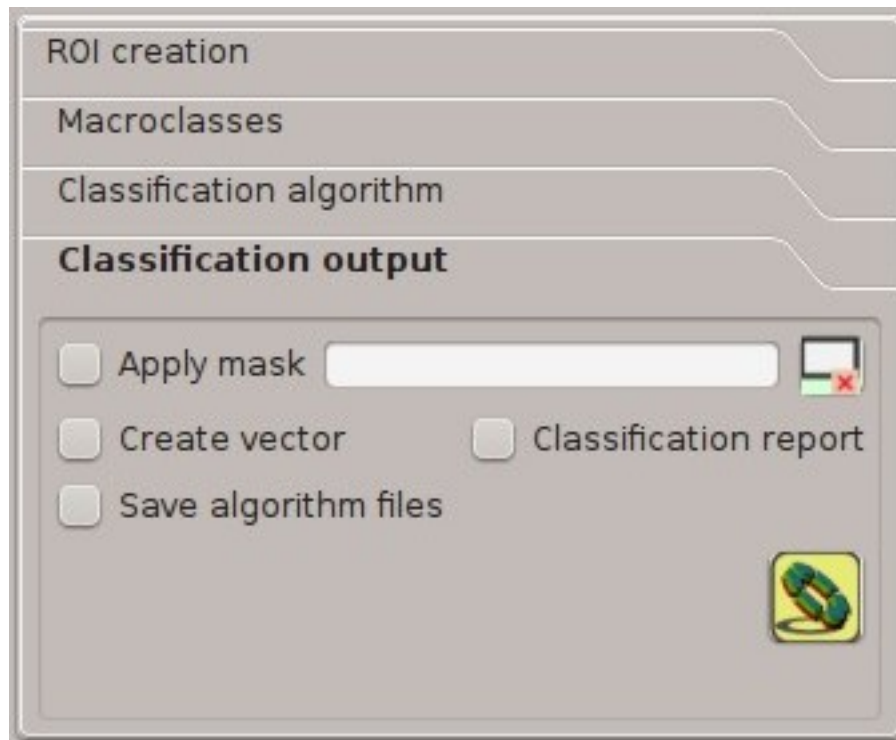 ROI creation
Macroclasses
Classification algorithm
Classification output
Apply mask
Create vector Classification report
Save algorithm files